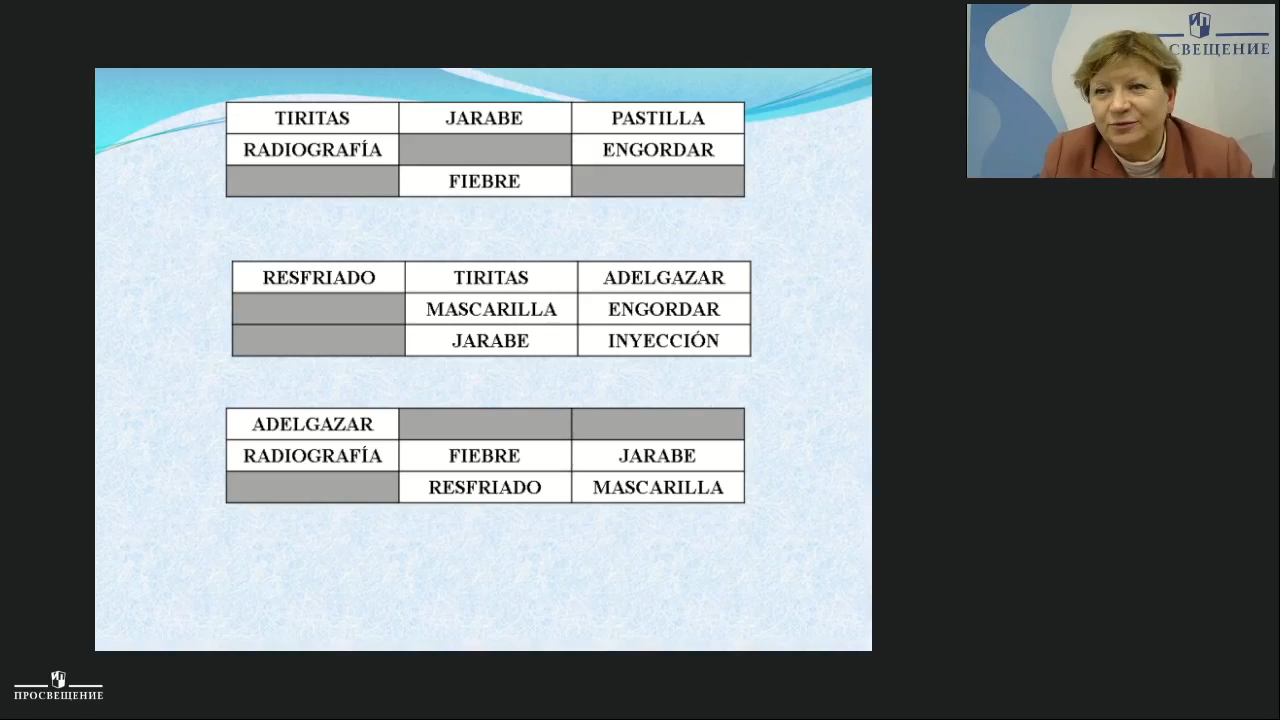 СВЕЩЕНИЕ
TIRITAS JARABE PASTILLA
RADIOGRAFÍA ENGORDAR
FIEBRE
RESFRIADO TIRITAS ADELGAZAR
MASCARILLA ENGORDAR
JARABE INYECCIÓN
ADELGAZAR
RADIOGRAFÍA FIEBRE JARABE
RESFRIADO MASCARILLA
ПРОСВЕЩЕНИЕ